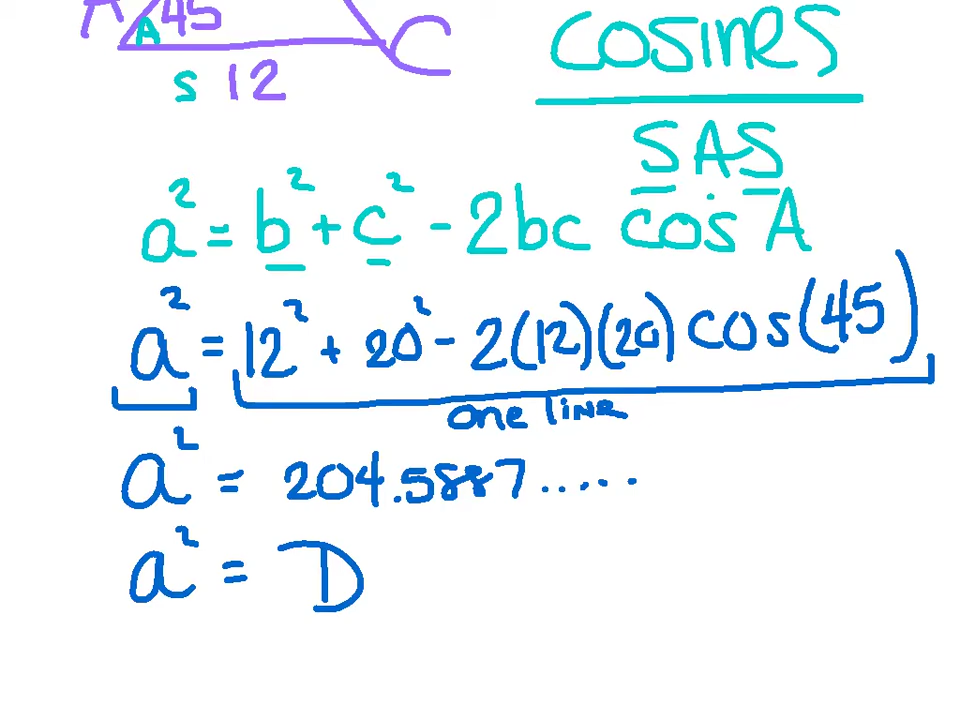 A A 45 C
S 12
COSINES
SAS
a² = b² + c² - 2bc cos A
a² = 12² + 20² - 2(12)(20) cos(45)
one line
a² = 204.5887.....
a² = D